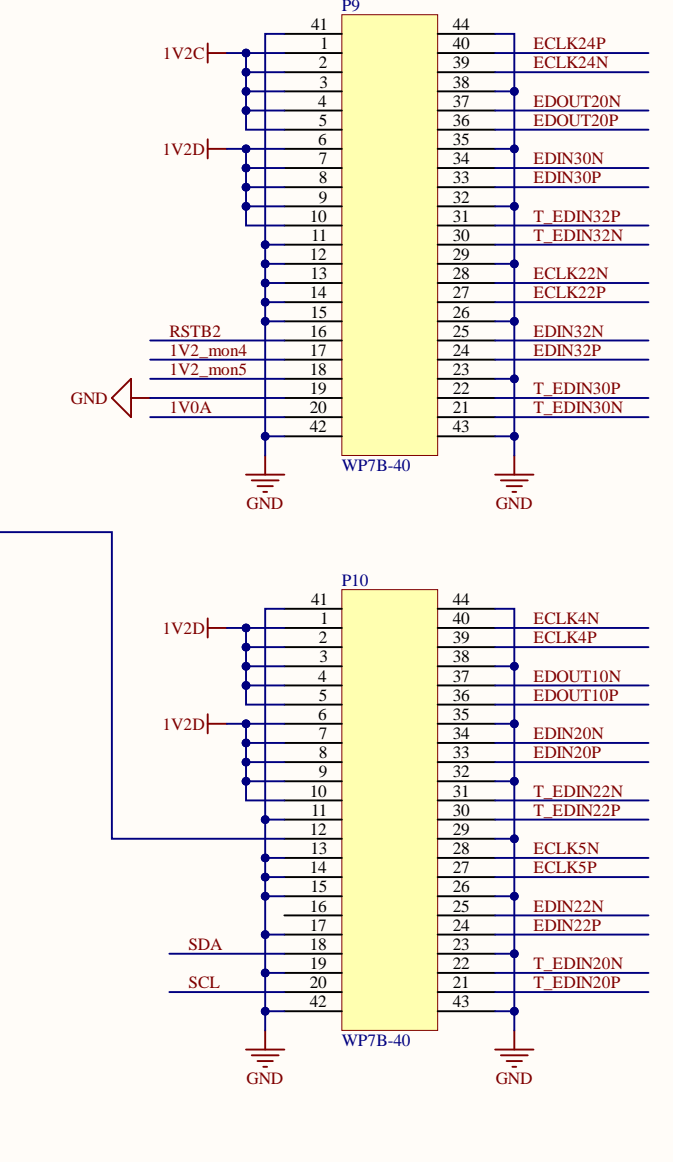 P9
41 44
1V2C 1 40 ECLK24P
2 39 ECLK24N
3 38
4 37 EDOUT20N
5 36 EDOUT20P
1V2D 6 35
7 34 EDIN30N
8 33 EDIN30P
9 32
10 31 T_EDIN32P
11 30 T_EDIN32N
12 29
13 28 ECLK22N
14 27 ECLK22P
15 26
RSTB2 16 25 EDIN32N
1V2_mon4 17 24 EDIN32P
1V2_mon5 18 23
GND 19 22 T_EDIN30P
1V0A 20 21 T_EDIN30N
42 43
WP7B-40
GND GND
P10
41 44
1V2D 1 40 ECLK4N
2 39 ECLK4P
3 38
4 37 EDOUT10N
5 36 EDOUT10P
1V2D 6 35
7 34 EDIN20N
8 33 EDIN20P
9 32
10 31 T_EDIN22N
11 30 T_EDIN22P
12 29
13 28 ECLK5N
14 27 ECLK5P
15 26
16 25 EDIN22N
17 24 EDIN22P
SDA 18 23
19 22 T_EDIN20N
SCL 20 21 T_EDIN20P
42 43
WP7B-40
GND GND